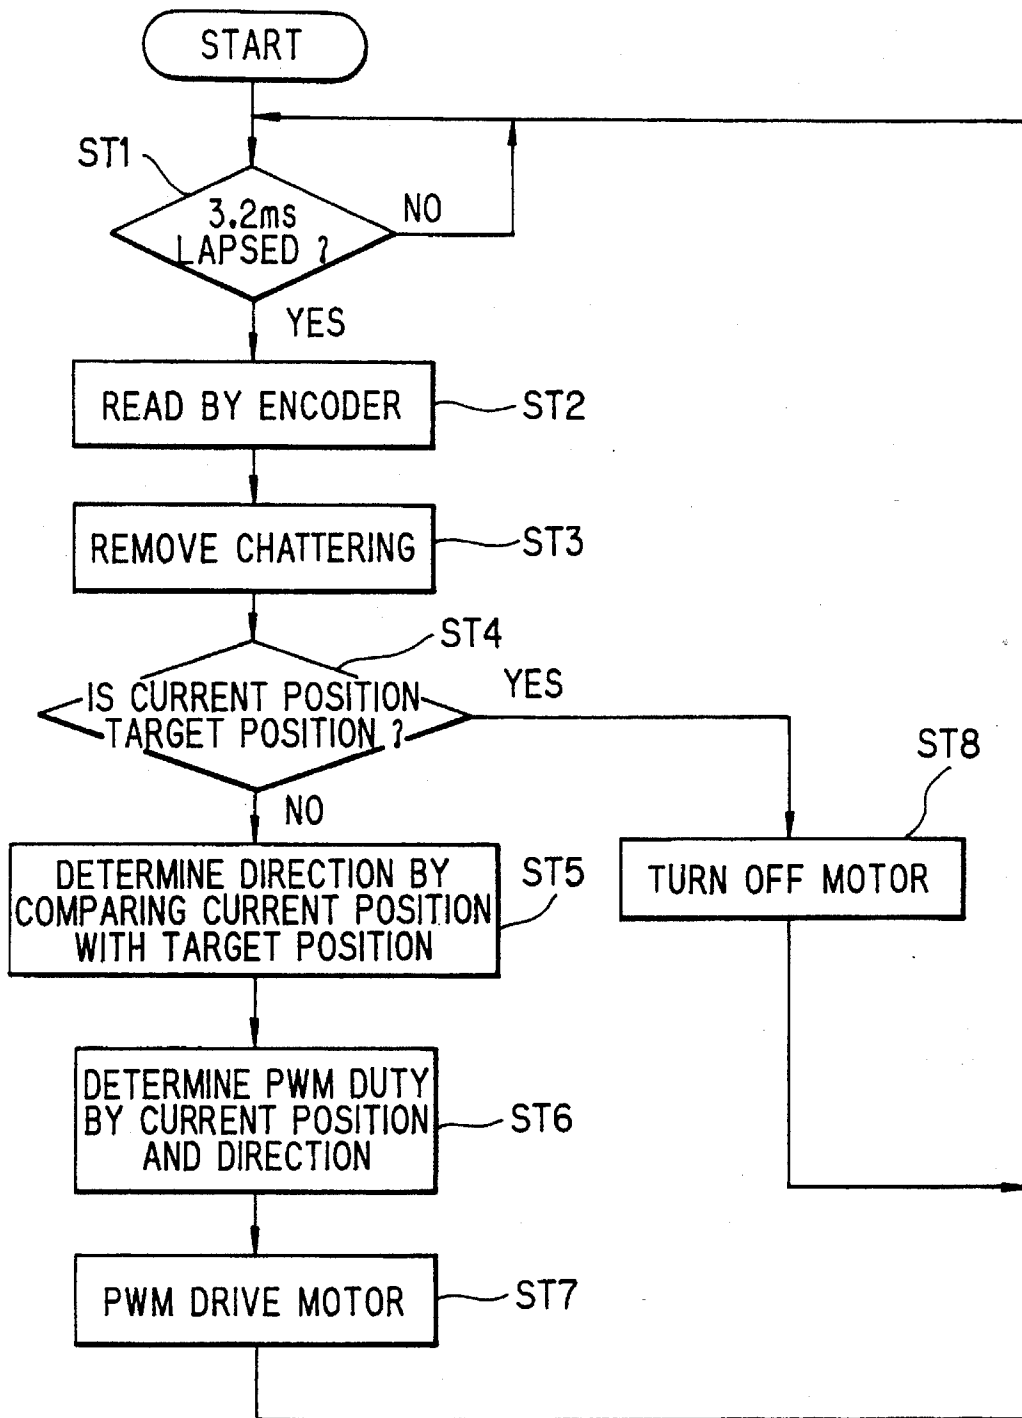 START
ST1
3.2ms
LAPSED ?
NO
YES
READ BY ENCODER
ST2
REMOVE CHATTERING
ST3
ST4
IS CURRENT POSITION
TARGET POSITION ?
YES
NO
ST8
TURN OFF MOTOR
DETERMINE DIRECTION BY
COMPARING CURRENT POSITION
WITH TARGET POSITION
ST5
DETERMINE PWM DUTY
BY CURRENT POSITION
AND DIRECTION
ST6
PWM DRIVE MOTOR
ST7